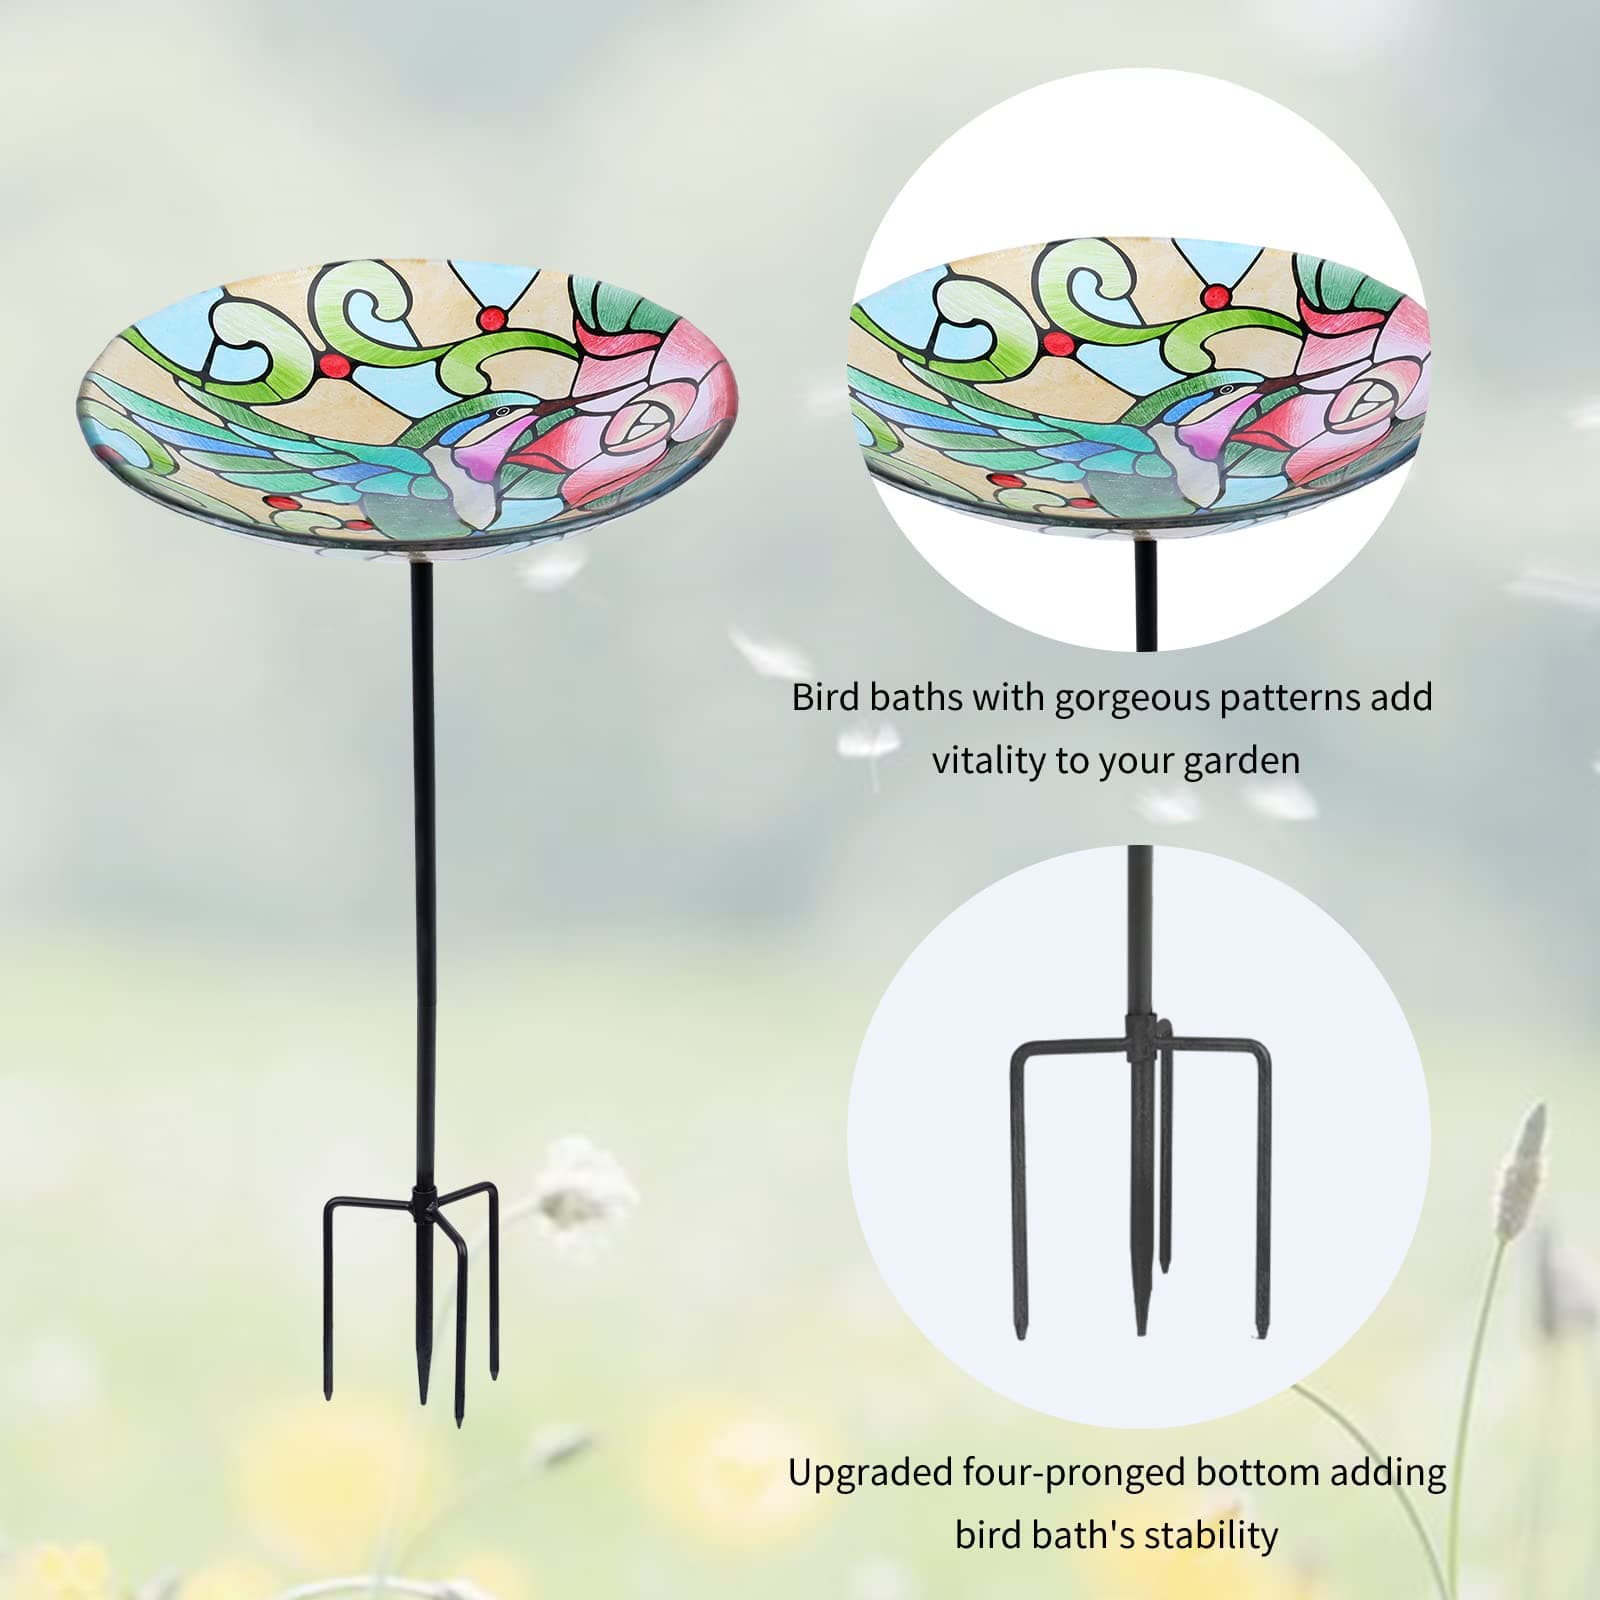 Bird baths with gorgeous patterns add
vitality to your garden
Upgraded four-pronged bottom adding
bird bath's stability